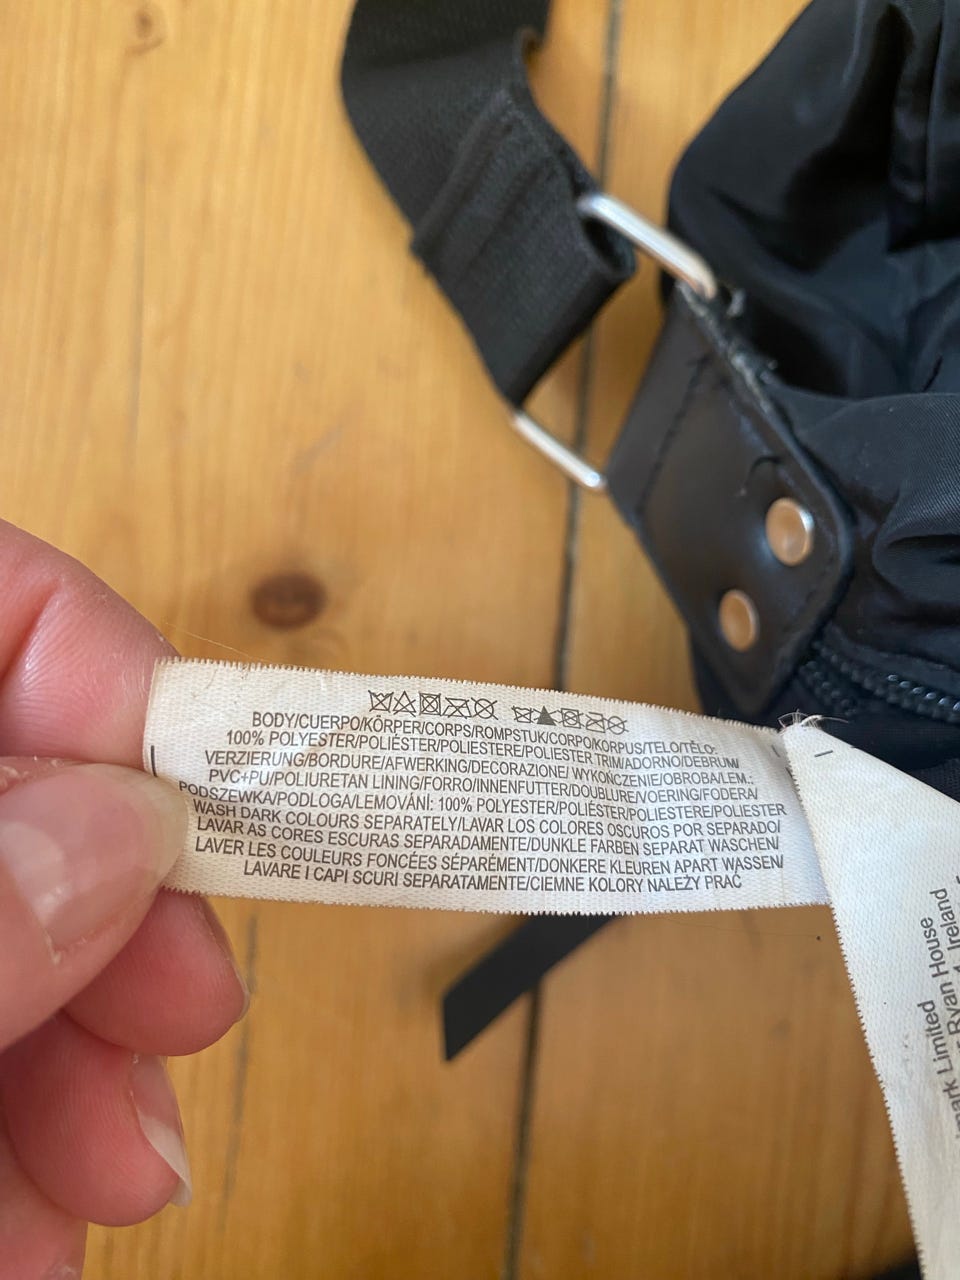 BODY/CUERPO/KÖRPER/CORPS/ROMPSTUK/CORPO/KORPUS/TELO/TĚLO:
100% POLYESTER/POLIÉSTER/POLIESTERE/POLIESTER TRIM/ADORNO/DEBRUM/
VERZIERUNG/BORDURE/AFWERKING/DECORAZIONE/ WYKOŃCZENIE/OBROBA/LEM.:
PVC+PU/POLIURETAN LINING/FORRO/INNENFUTTER/DOUBLURE/VOERING/FODERA/
PODSZEWKA/PODLOGA/LEMOVÁNÍ: 100% POLYESTER/POLIÉSTER/POLIESTERE/POLIESTER
WASH DARK COLOURS SEPARATELY/LAVAR LOS COLORES OSCUROS POR SEPARADO/
LAVAR AS CORES ESCURAS SEPARADAMENTE/DUNKLE FARBEN SEPARAT WASCHEN/
LAVER LES COULEURS FONCÉES SÉPARÉMENT/DONKERE KLEUREN APART WASSEN/
LAVARE I CAPI SCURI SEPARATAMENTE/CIEMNE KOLORY NALEŻY PRAĆ
Limited
Ryan House
Ireland